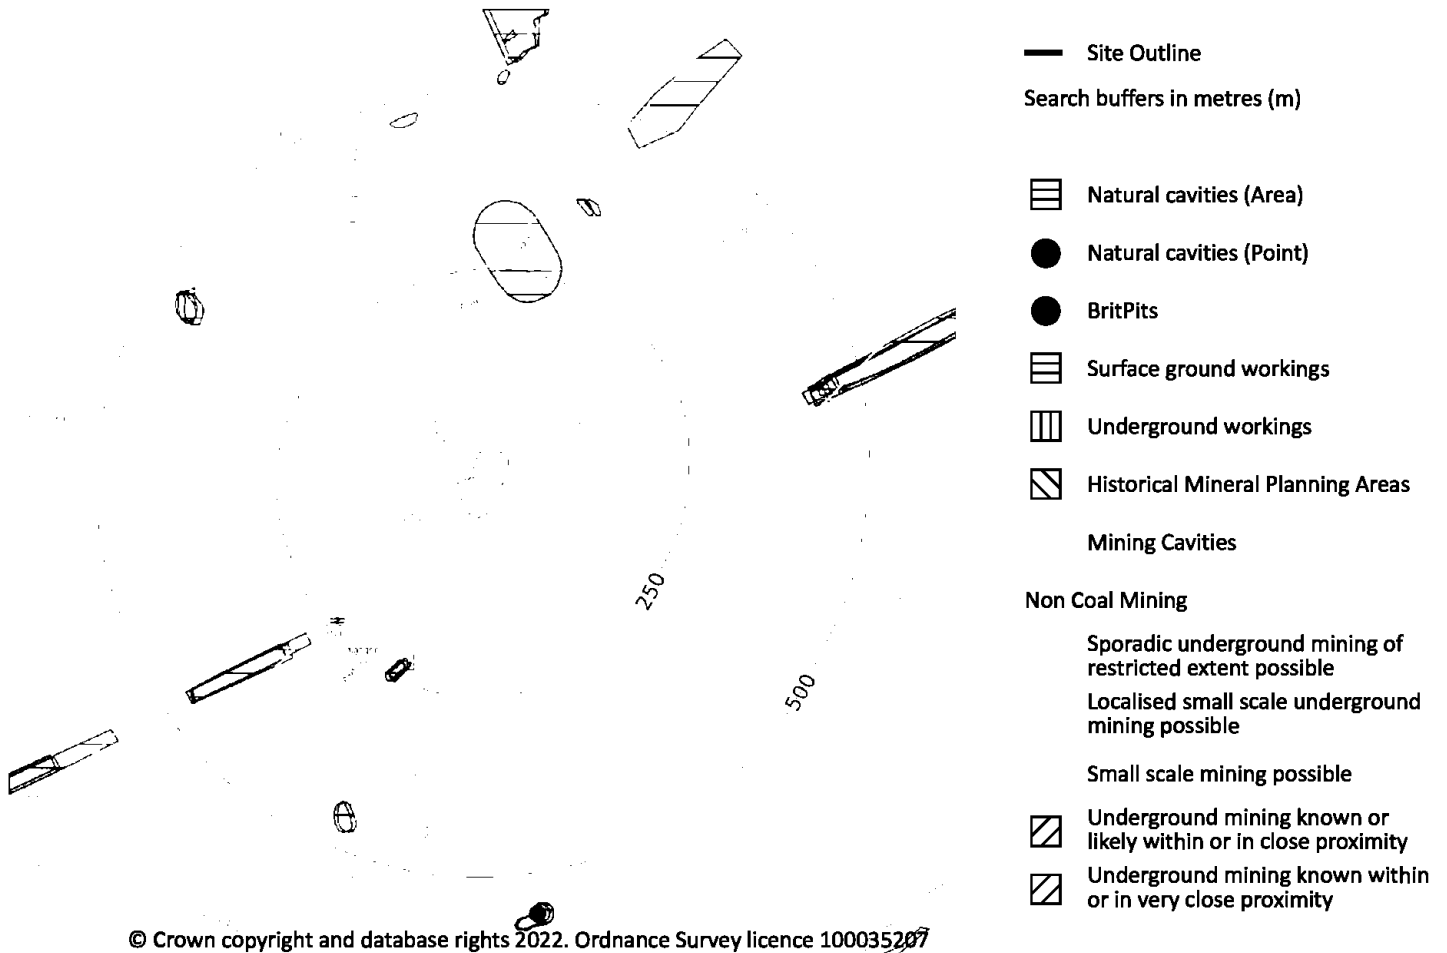 Site Outline
Search buffers in metres (m)
Natural cavities (Area)
Natural cavities (Point)
BritPits
Surface ground workings
Underground workings
Historical Mineral Planning Areas
Mining Cavities
Non Coal Mining
Sporadic underground mining of
restricted extent possible
Localised small scale underground
mining possible
Small scale mining possible
Underground mining known or
likely within or in close proximity
Underground mining known within
or in very close proximity
250
500
© Crown copyright and database rights 2022. Ordnance Survey licence 100035207